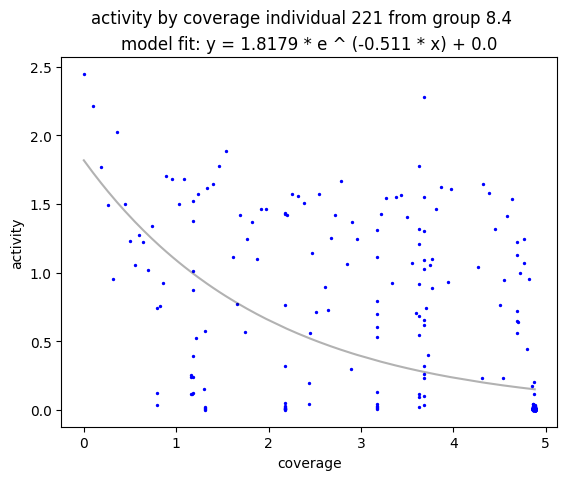 activity by coverage individual 221 from group 8.4
model fit: y = 1.8179 * e ^ (-0.511 * x) + 0.0
2.5
2.0
1.5
1.0
0.5
0.0
activity
0 1 2 3 4 5
coverage